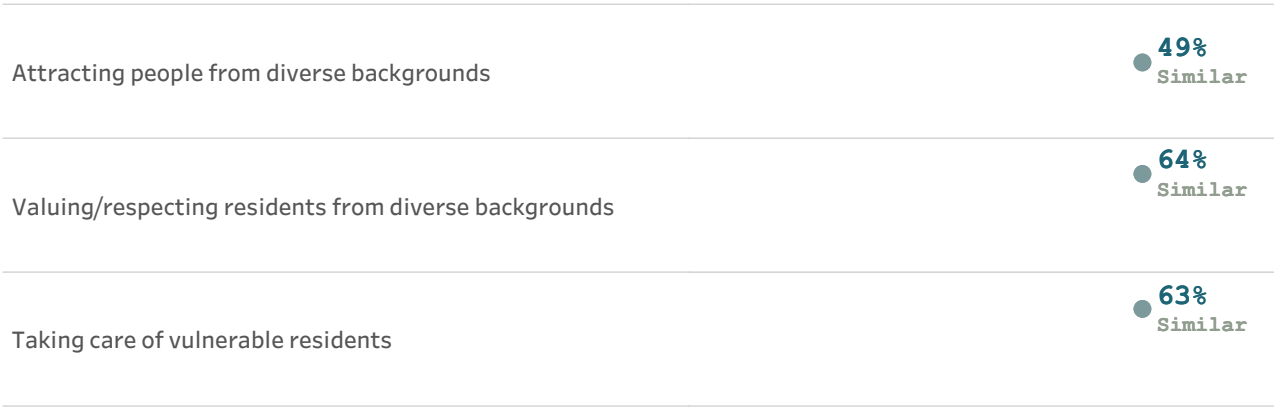 Attracting people from diverse backgrounds
49%
Similar
Valuing/respecting residents from diverse backgrounds
64%
Similar
Taking care of vulnerable residents
63%
Similar